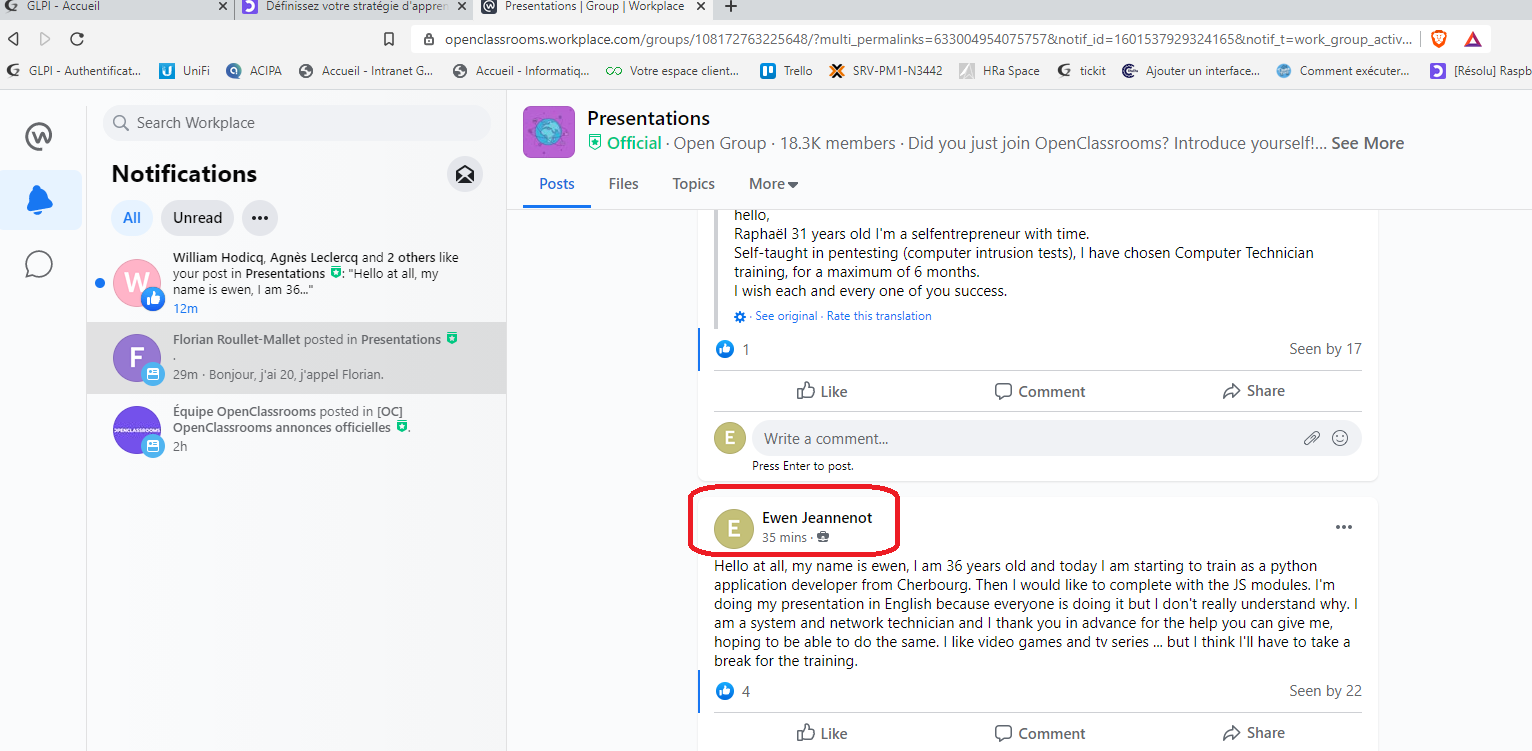 GLPI - Accueil
Définissez votre stratégie d'appren
Presentations | Group | Workplace
openclassrooms.workplace.com/groups/108172763225648/?multi_permalinks=633004954075757&notif_id=1601537929324165&notif_t=work_group_activ...
GLPI - Authentificat...
UniFi
ACIPA
Accueil - Intranet G...
Accueil - Informatiq...
Votre espace client...
Trello
SRV-PM1-N3442
HRa Space
tickit
Ajouter un interface...
Comment exécuter...
[Résolu] Raspb
Search Workplace
Notifications
All
Unread
William Hodicq, Agnès Leclercq and 2 others like
your post in Presentations : "Hello at all, my
name is ewen, I am 36..."
12m
W
Florian Roullet-Mallet posted in Presentations
.
29m · Bonjour, j'ai 20, j'appel Florian.
F
Équipe OpenClassrooms posted in [OC]
OpenClassrooms annonces officielles .
2h
OPENCLASSROOMS
Presentations
Official · Open Group · 18.3K members · Did you just join OpenClassrooms? Introduce yourself!... See More
Posts
Files
Topics
More
hello,
Raphaël 31 years old I'm a selfentrepreneur with time.
Self-taught in pentesting (computer intrusion tests), I have chosen Computer Technician
training, for a maximum of 6 months.
I wish each and every one of you success.
· See original · Rate this translation
1
Seen by 17
Like
Comment
Share
E
Write a comment...
Press Enter to post.
E
Ewen Jeannenot
35 mins ·
Hello at all, my name is ewen, I am 36 years old and today I am starting to train as a python
application developer from Cherbourg. Then I would like to complete with the JS modules. I'm
doing my presentation in English because everyone is doing it but I don't really understand why. I
am a system and network technician and I thank you in advance for the help you can give me,
hoping to be able to do the same. I like video games and tv series ... but I think I'll have to take a
break for the training.
4
Seen by 22
Like
Comment
Share